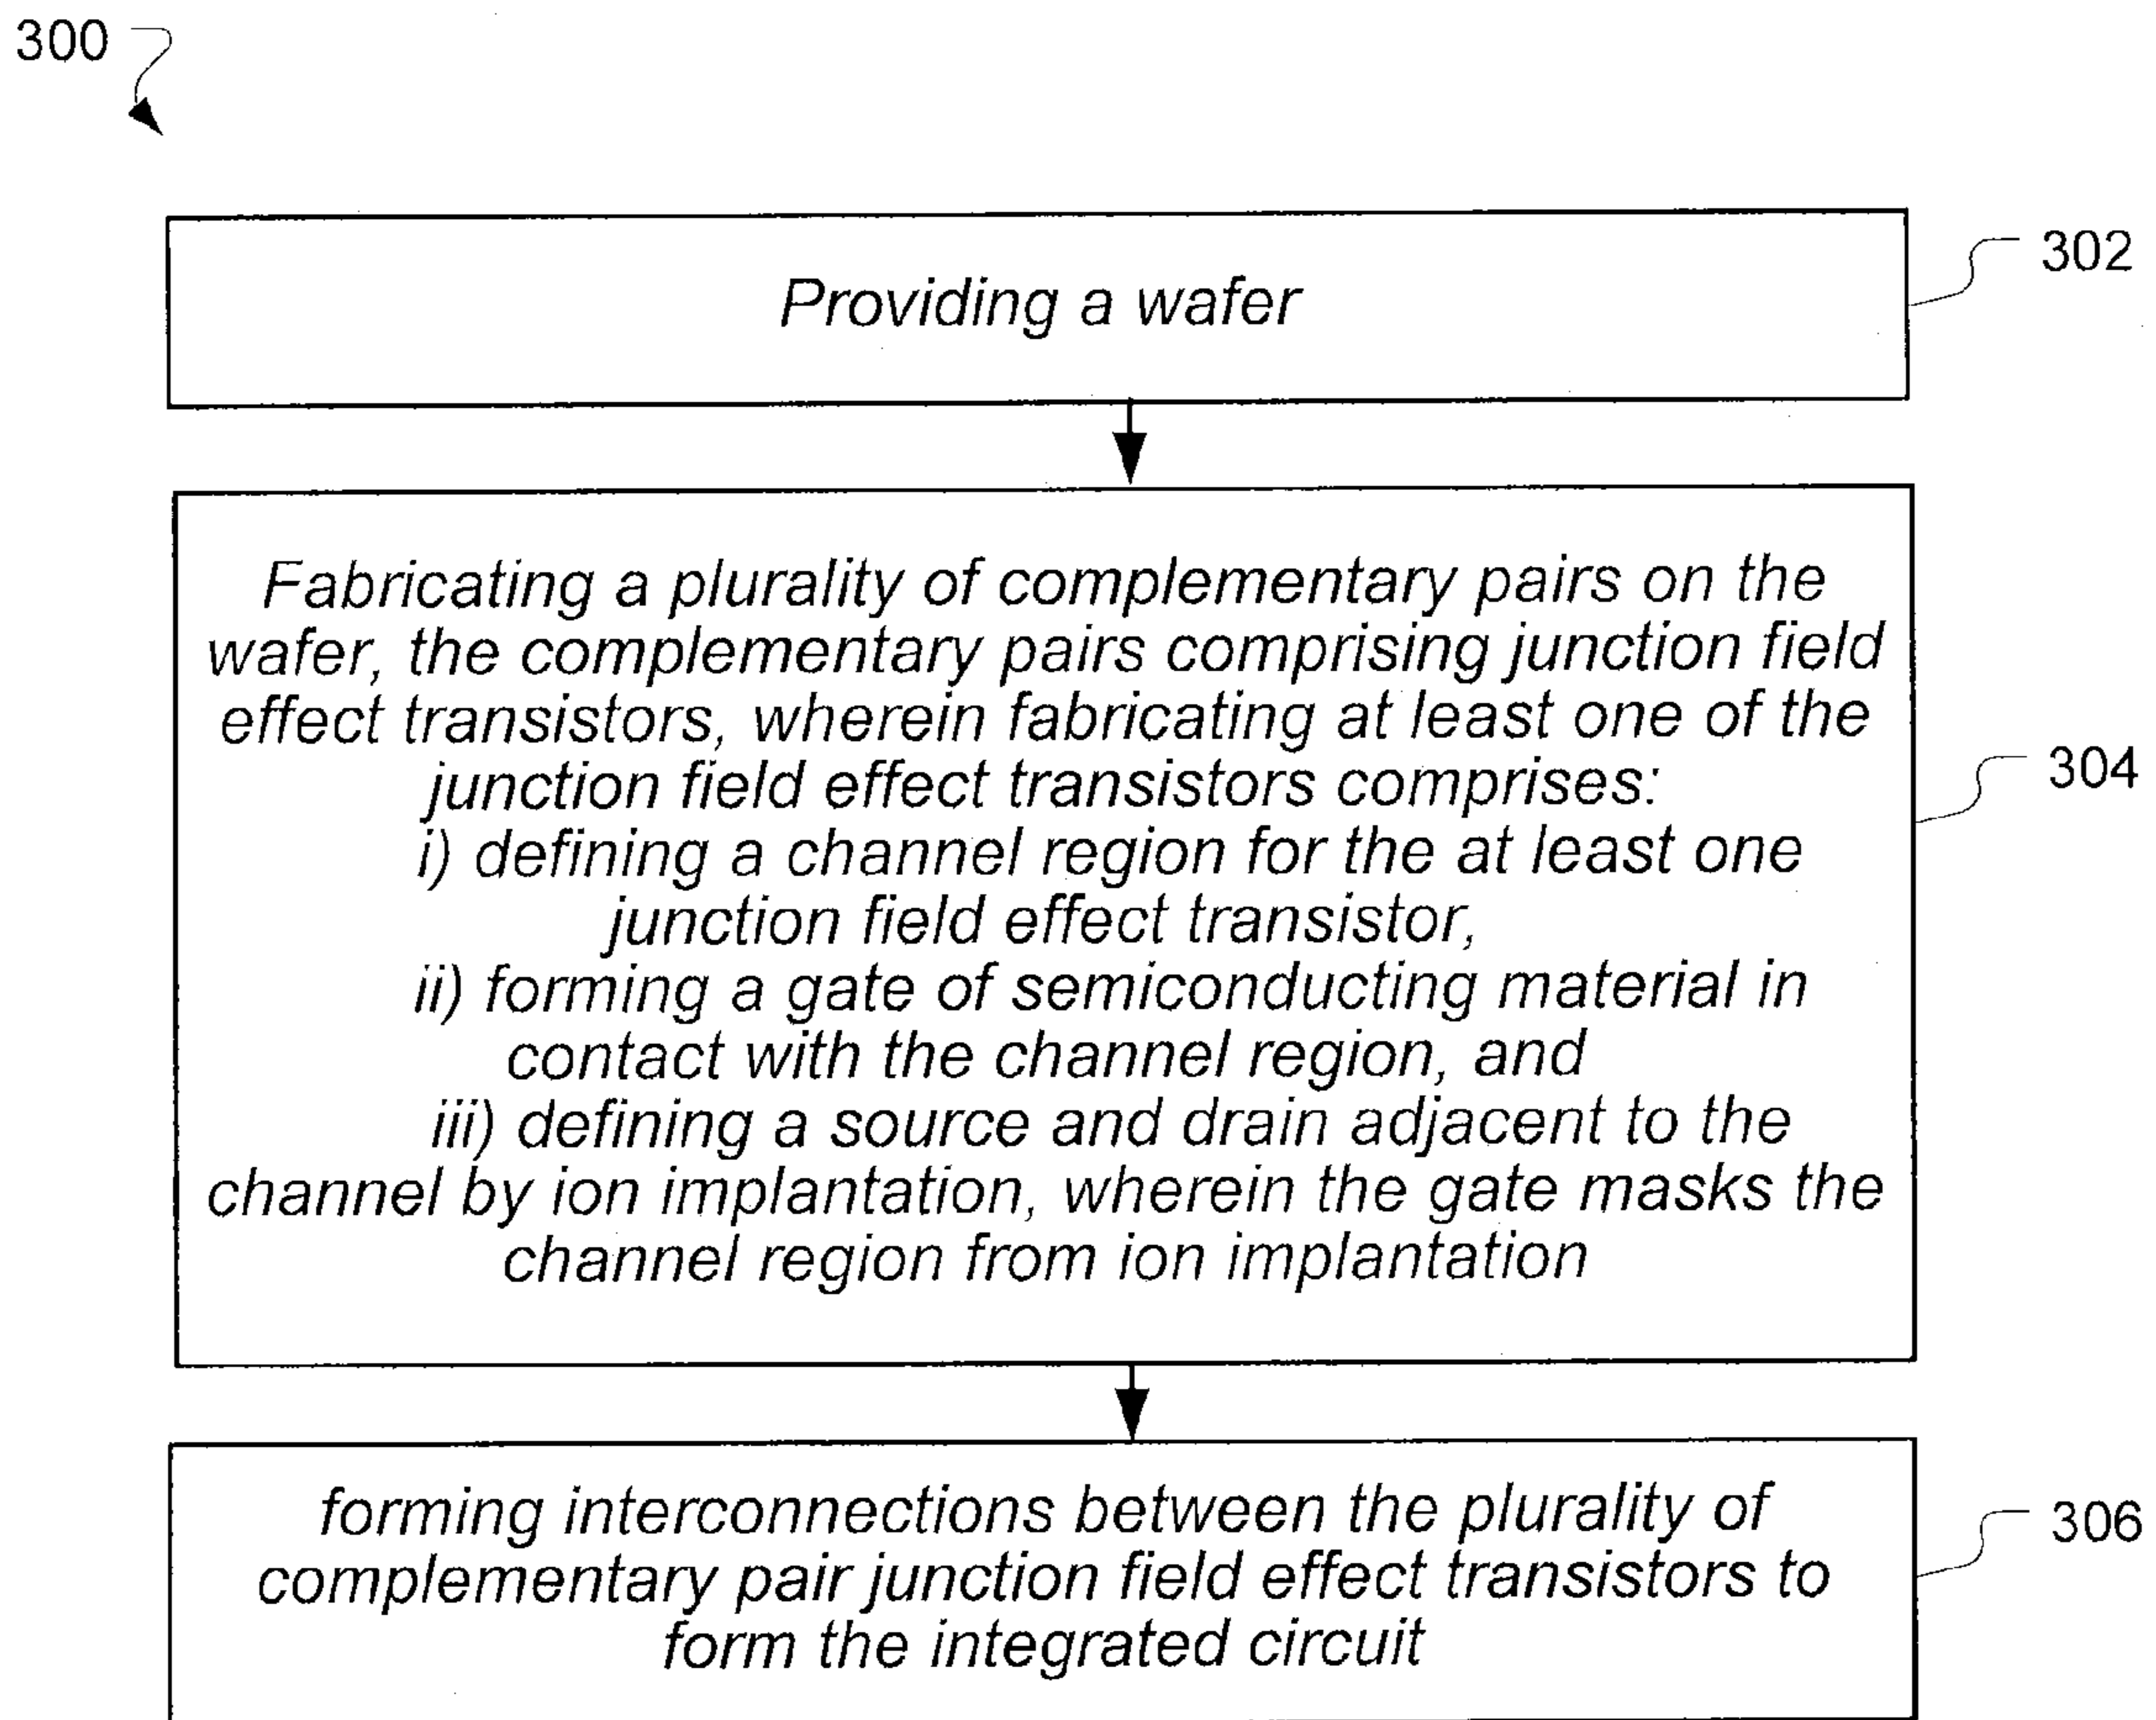 300
302
Providing a wafer
Fabricating a plurality of complementary pairs on the
wafer, the complementary pairs comprising junction field
effect transistors, wherein fabricating at least one of the
junction field effect transistors comprises:
304
i) defining a channel region for the at least one
junction field effect transistor,
ii) forming a gate of semiconducting material in
contact with the channel region, and
iii) defining a source and drain adjacent to the
channel by ion implantation, wherein the gate masks the
channel region from ion implantation
forming interconnections between the plurality of
306
complementary pair junction field effect transistors to
form the integrated circuit